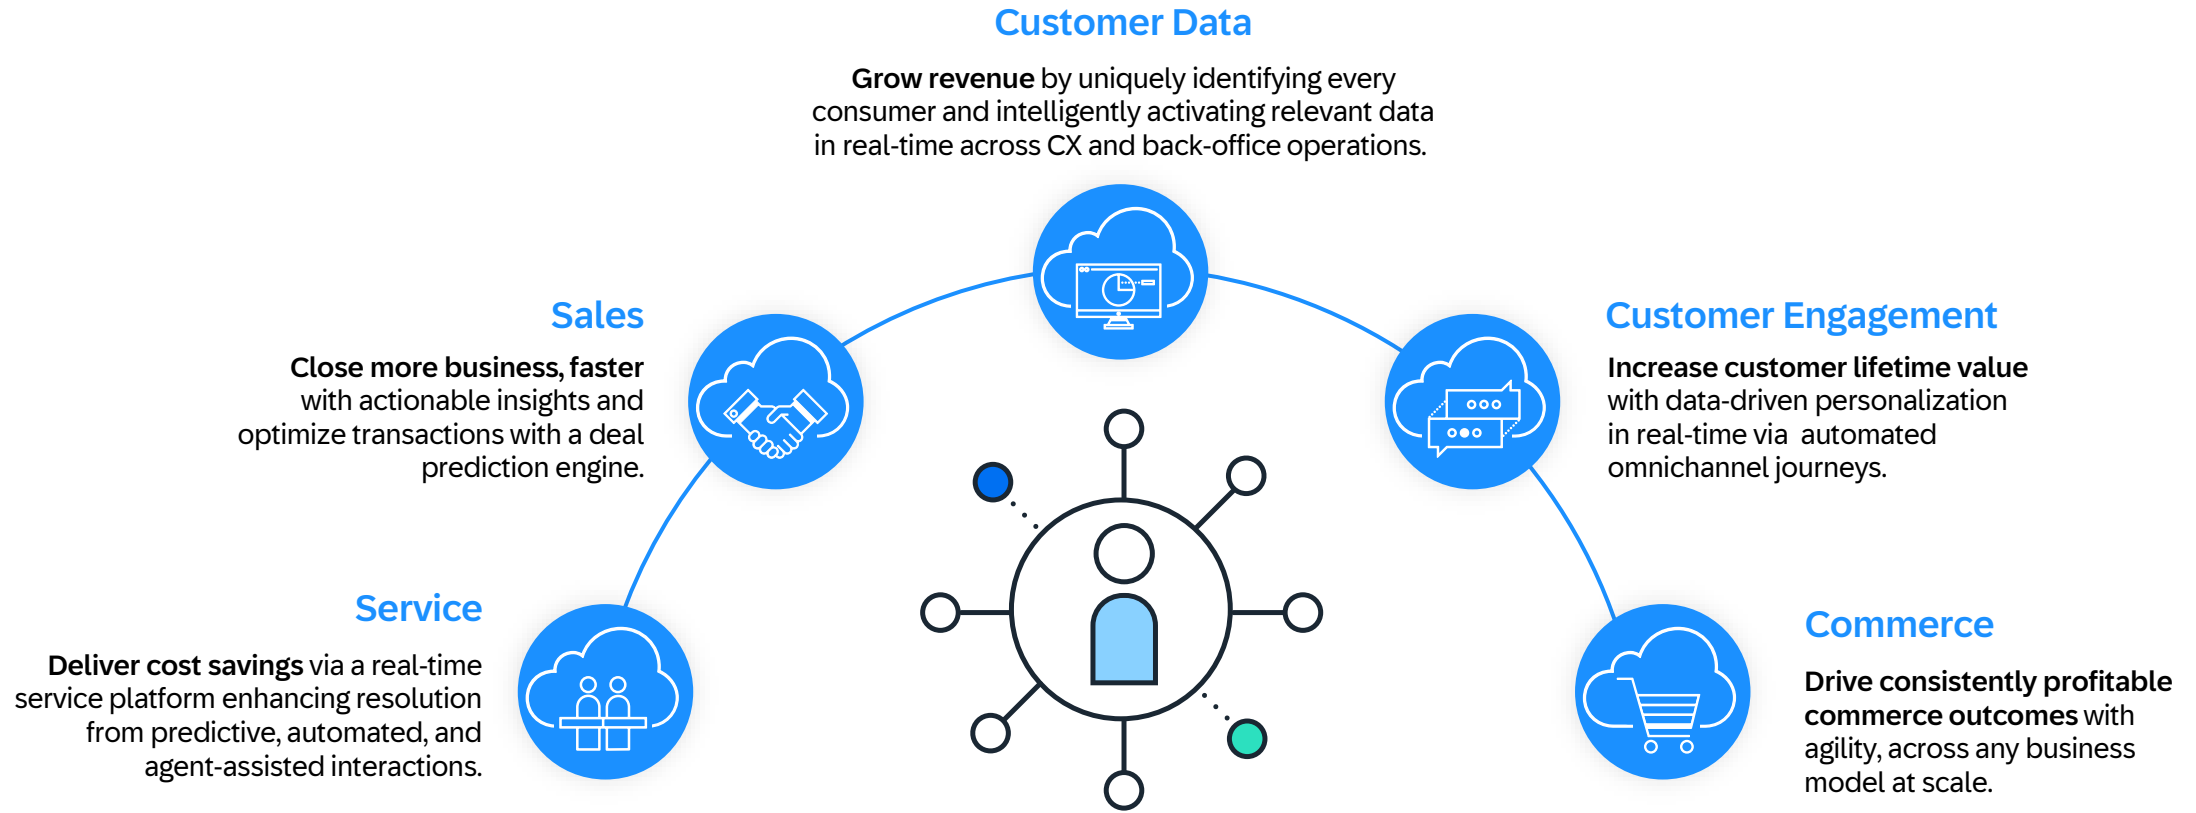 Customer Data
Grow revenue by uniquely identifying every
consumer and intelligently activating relevant data
in real-time across CX and back-office operations.
Sales
Close more business, faster
with actionable insights and
optimize transactions with a deal
prediction engine.
Customer Engagement
Increase customer lifetime value
with data-driven personalization
in real-time via automated
omnichannel journeys.
Service
Deliver cost savings via a real-time
service platform enhancing resolution
from predictive, automated, and
agent-assisted interactions.
Commerce
Drive consistently profitable
commerce outcomes with
agility, across any business
model at scale.